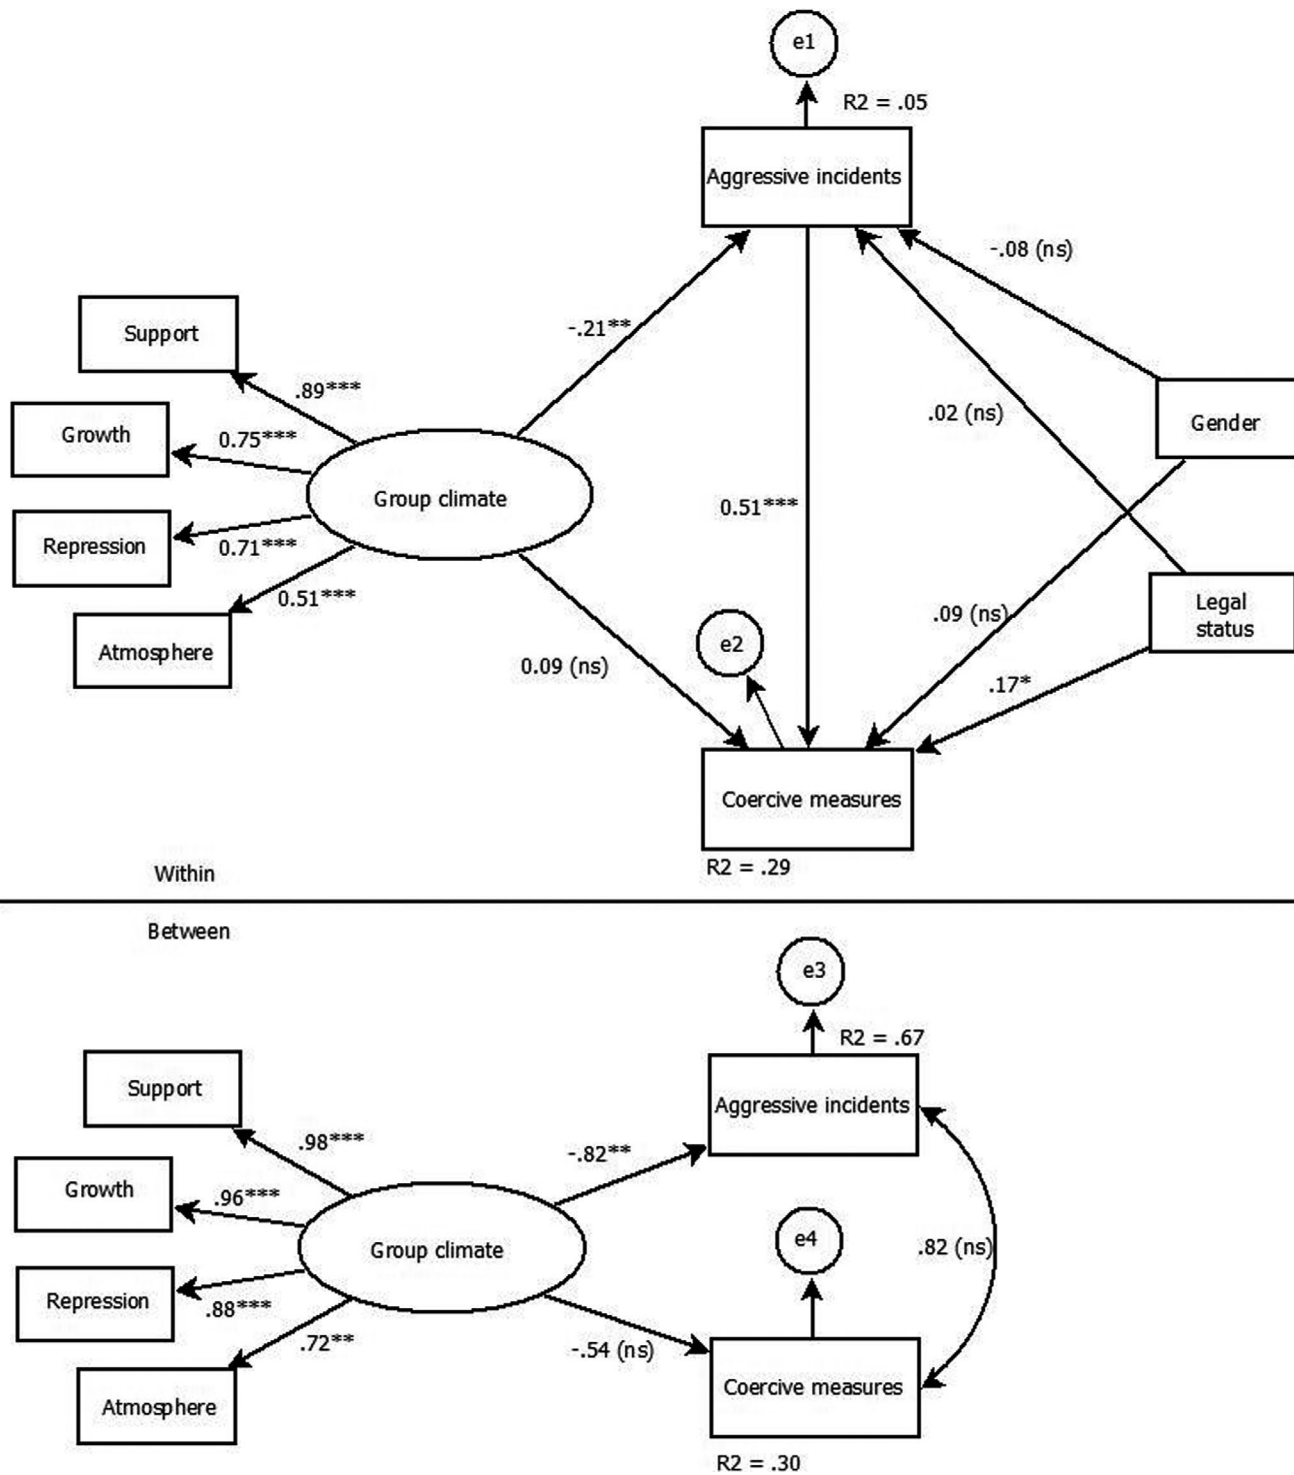 e1
R2 = .05
Aggressive incidents
-.08 (ns)
Support
-.21**
.89***
Growth
0.75***
.02 (ns)
Gender
Group climate
0.51***
Repression
0.71***
0.51***
Legal
status
Atmosphere
.09 (ns)
e2
0.09 (ns)
.17*
Coercive measures
R2 = .29
Within
Between
e3
R2 = .67
Support
Aggressive incidents
.98***
-.82**
Growth
.96***
Group climate
e4
.82 (ns)
Repression
.88***
.72**
-.54 (ns)
Atmosphere
Coercive measures
R2 = .30